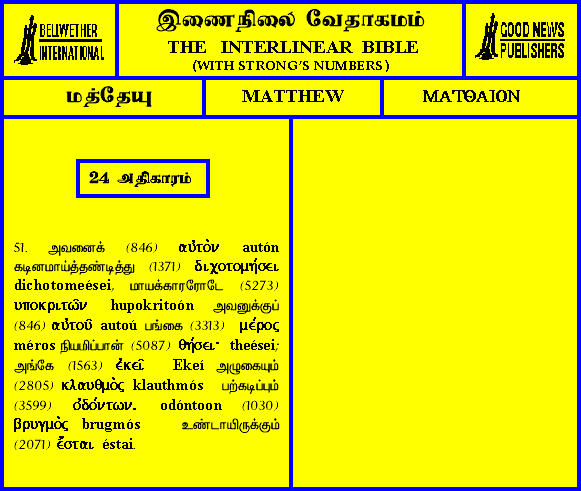 BELLWETHER
INTERNATIONAL
இணைநிலை வேதாகமம்
THE INTERLINEAR BIBLE
(WITH STRONG'S NUMBERS)
GOOD NEWS
PUBLISHERS
மத்தேயு
MATTHEW
ΜΑΤΘΑΙΟΝ
24 அதிகாரம்
51. அவனைக் (846) αὐτὸν autón
கடினமாய்த்தண்டித்து (1371) διχοτομήσει
dichotomeései, மாயக்காரரோடே (5273)
υποκριτῶν hupokritoón அவனுக்குப்
(846) αὐτοῦ autoú பங்கை (3313) μέρος
méros நியமிப்பான் (5087) θήσει· theései;
அங்கே (1563) ἐκεῖ Ekeí அழுகையும்
(2805) κλαυθμὸς klauthmós பற்கடிப்பும்
(3599) ὀδόντων. odóntoon (1030)
βρυγμὸς brugmós உண்டாயிருக்கும்
(2071) ἔσται éstai.